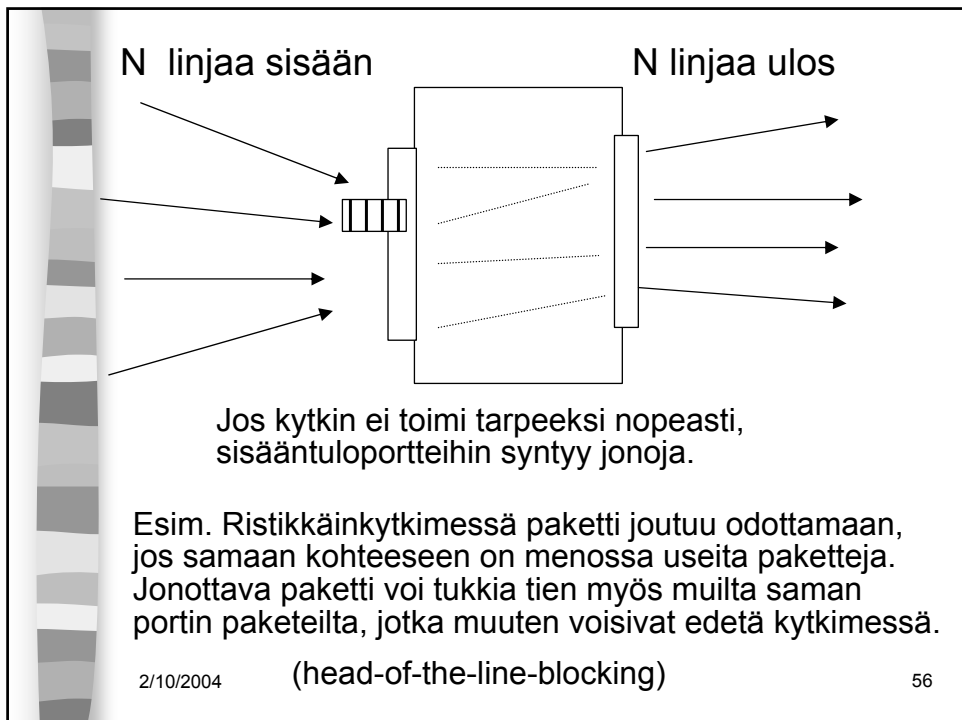 N linjaa sisään
N linjaa ulos
Jos kytkin ei toimi tarpeeksi nopeasti,
sisääntuloportteihin syntyy jonoja.
Esim. Ristikkäinkytkimessä paketti joutuu odottamaan,
jos samaan kohteeseen on menossa useita paketteja.
Jonottava paketti voi tukkia tien myös muilta saman
portin paketeilta, jotka muuten voisivat edetä kytkimessä.
(head-of-the-line-blocking)
2/10/2004
56